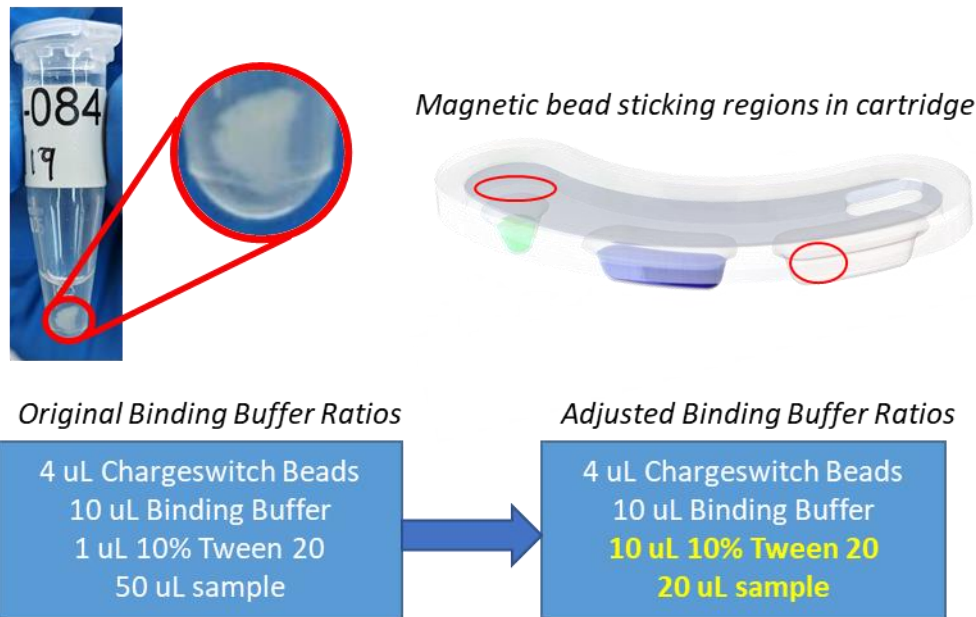 -084
19
Magnetic bead sticking regions in cartridge
Original Binding Buffer Ratios
4 uL Chargeswitch Beads
10 uL Binding Buffer
1 uL 10% Tween 20
50 uL sample
Adjusted Binding Buffer Ratios
4 uL Chargeswitch Beads
10 uL Binding Buffer
10 uL 10% Tween 20
20 uL sample